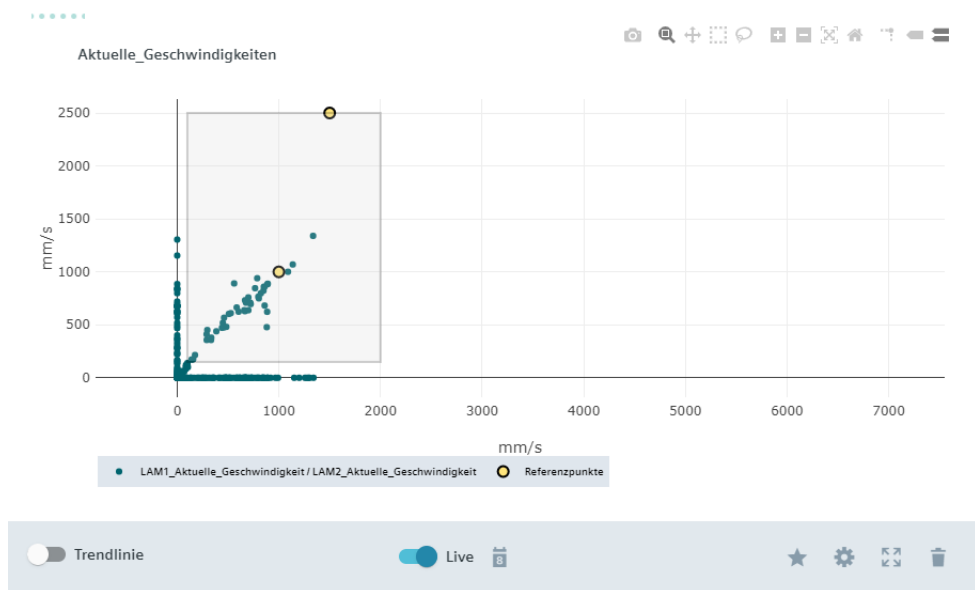 Aktuelle_Geschwindigkeiten
2500
2000
1500
1000
500
0
mm/s
0 1000 2000 3000 4000 5000 6000 7000
mm/s
LAM1_Aktuelle_Geschwindigkeit / LAM2_Aktuelle_Geschwindigkeit Referenzpunkte
Trendlinie Live 8